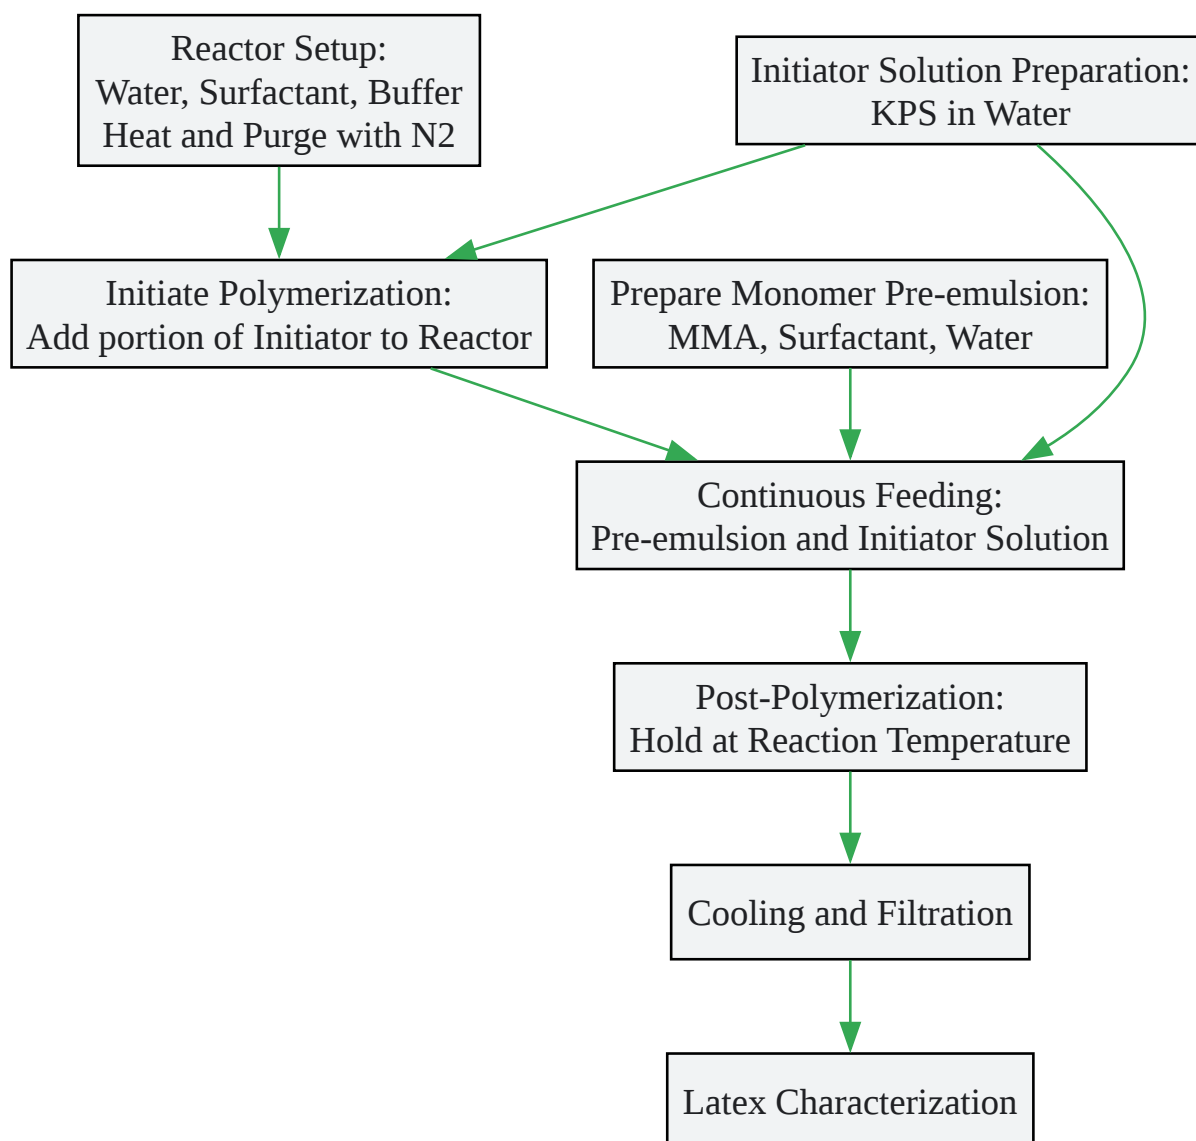 Reactor Setup:
Water, Surfactant, Buffer
Heat and Purge with N2
Initiator Solution Preparation:
KPS in Water
Initiate Polymerization:
Add portion of Initiator to Reactor
Prepare Monomer Pre-emulsion:
MMA, Surfactant, Water
Continuous Feeding:
Pre-emulsion and Initiator Solution
Post-Polymerization:
Hold at Reaction Temperature
Cooling and Filtration
Latex Characterization